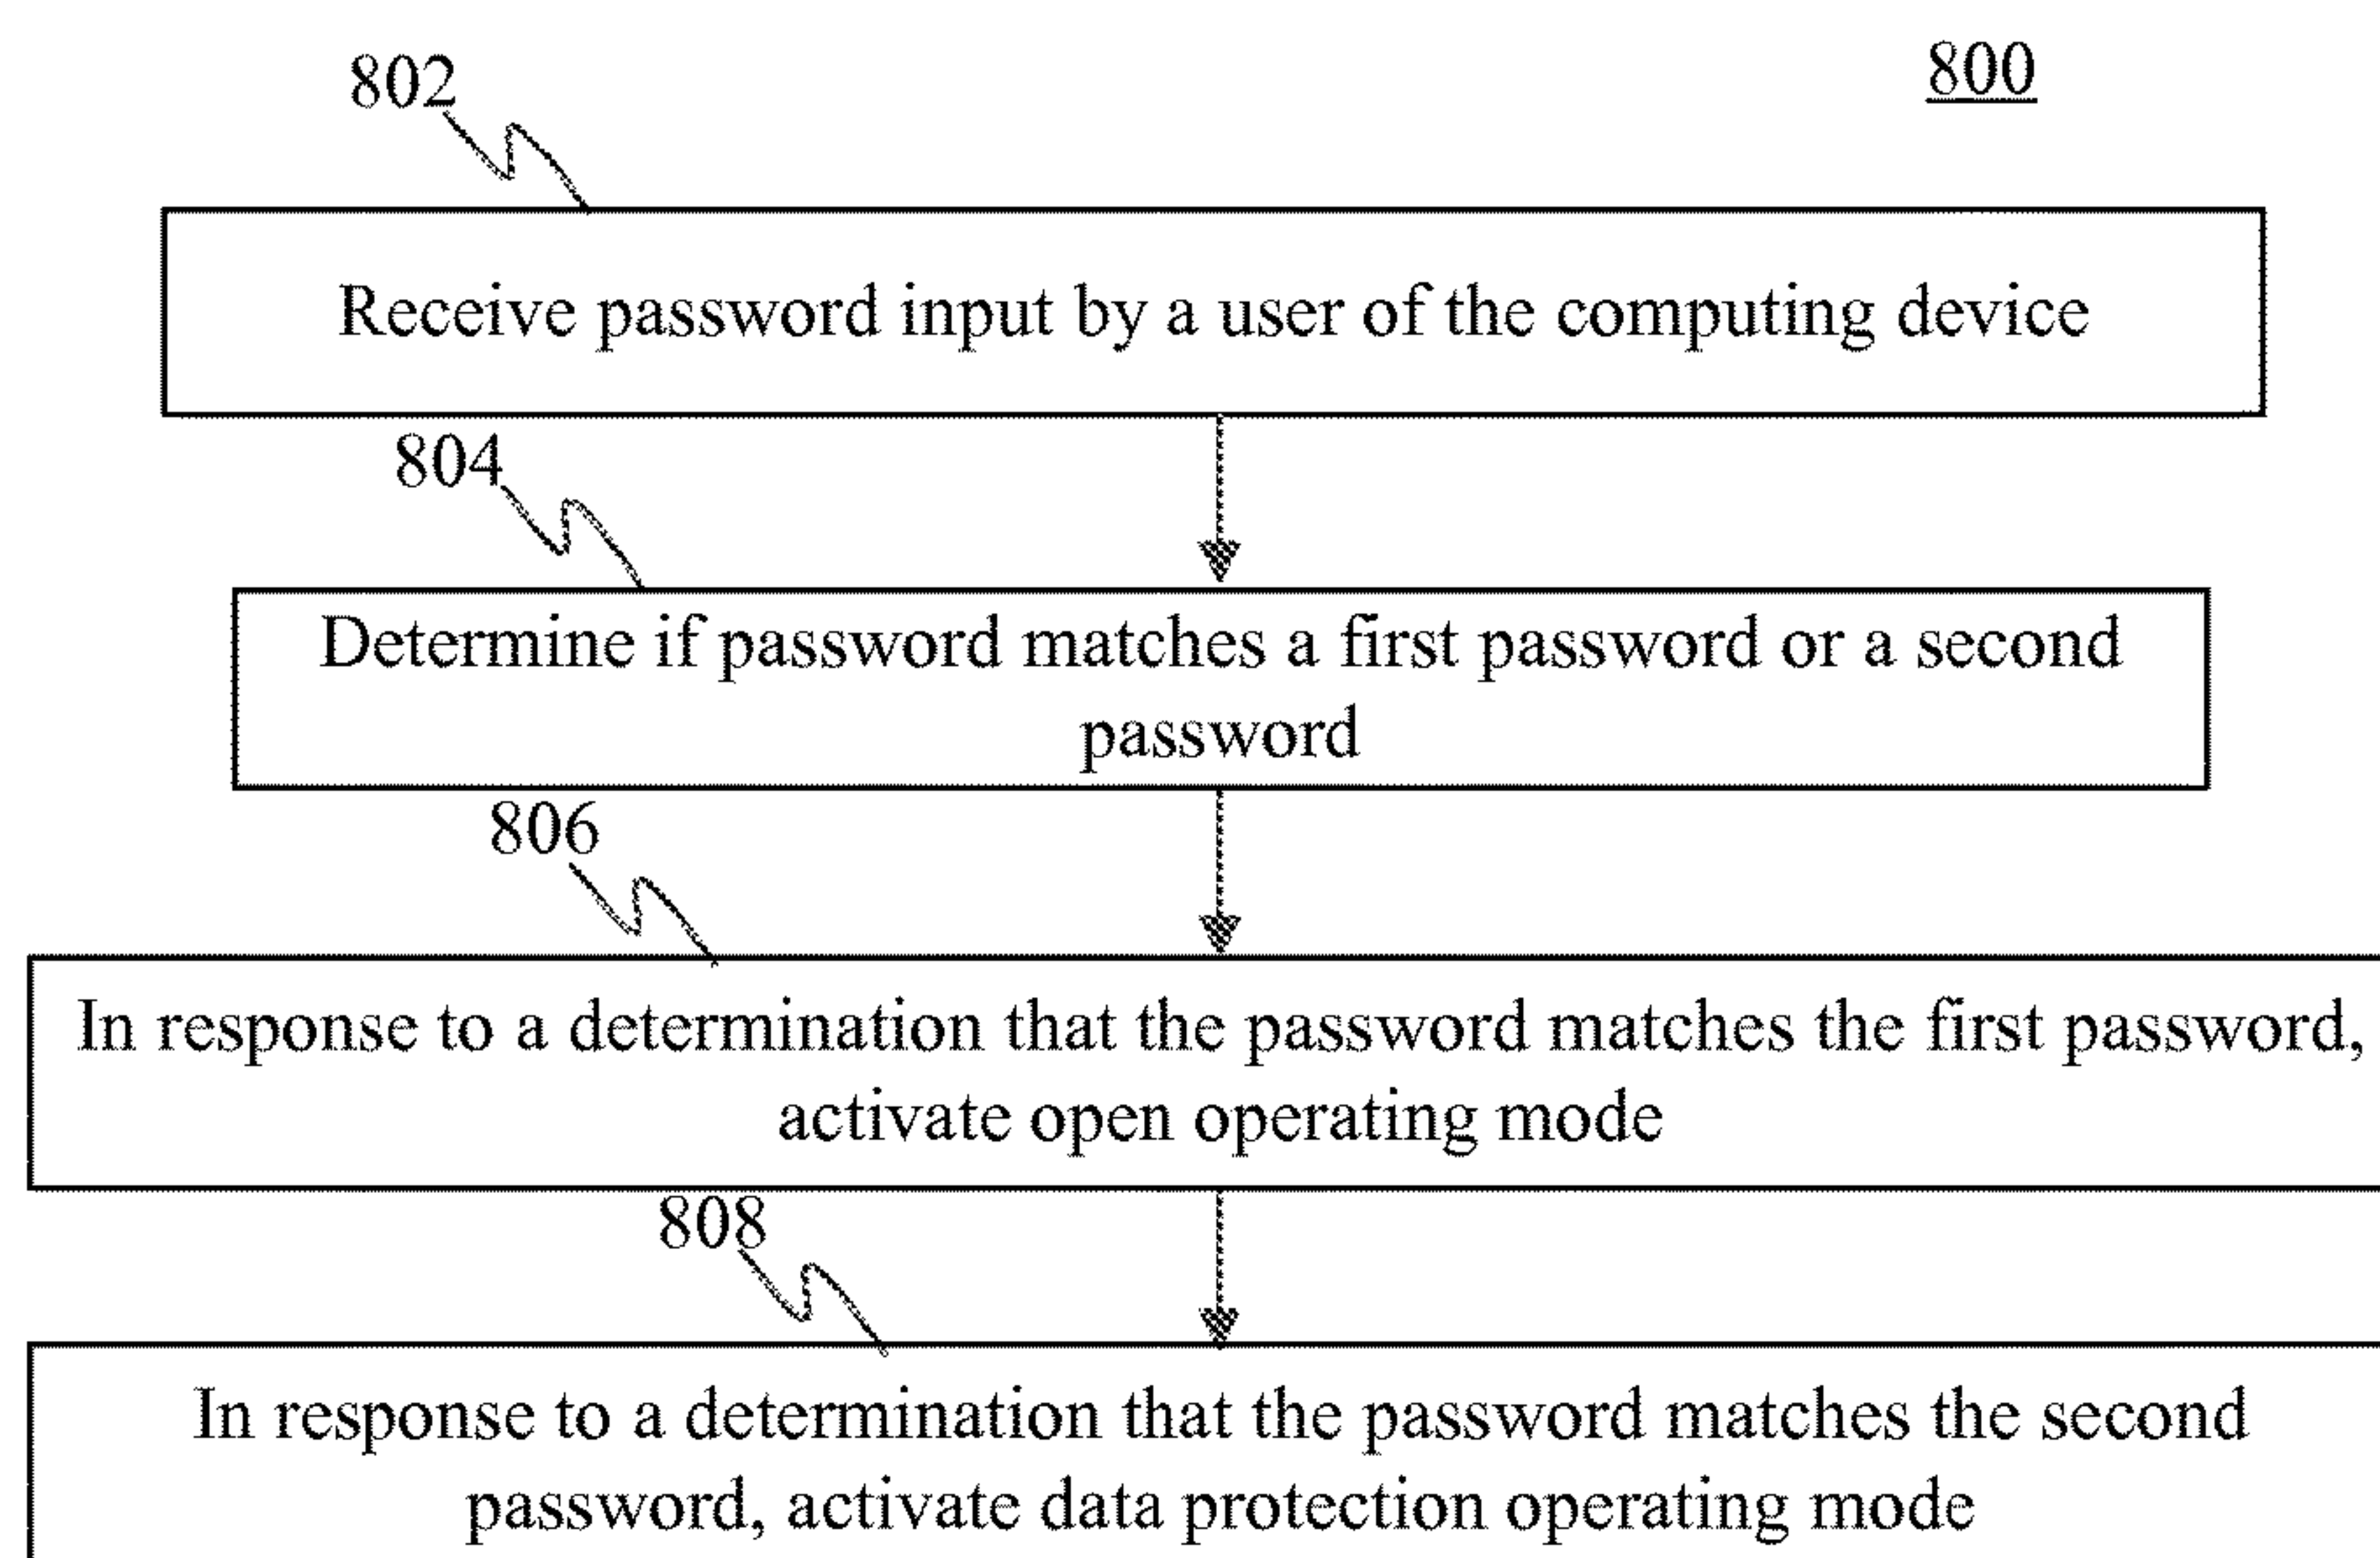 802
800
Receive password input by a user of the computing device
804
Determine if password matches a first password or a second
password
806
In response to a determination that the password matches the first password,
activate open operating mode
808
In response to a determination that the password matches the second
password, activate data protection operating mode